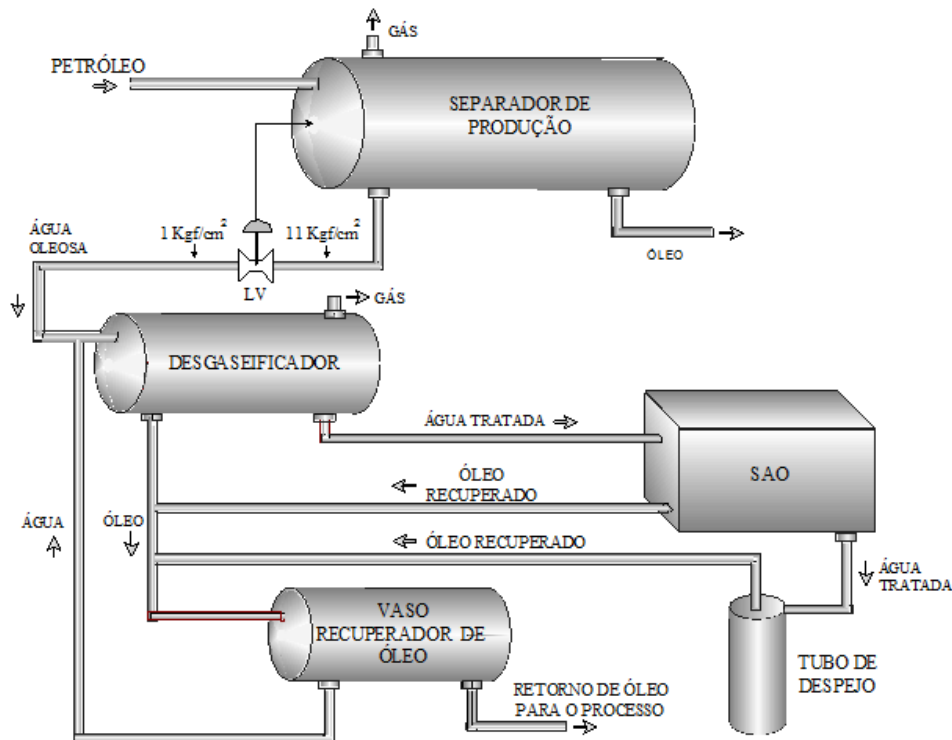 GÁS
PETRÓLEO
SEPARADOR DE
PRODUÇÃO
ÁGUA
OLEOSA
1 Kgf/cm²
11 Kgf/cm²
ÓLEO
LV
GÁS
DESGASEIFICADOR
ÁGUA TRATADA
SAO
ÓLEO
RECUPERADO
ÁGUA
ÓLEO
ÓLEO RECUPERADO
ÁGUA
TRATADA
VASO
RECUPERADOR DE
ÓLEO
TUBO DE
DESPEJO
RETORNO DE ÓLEO
PARA O PROCESSO